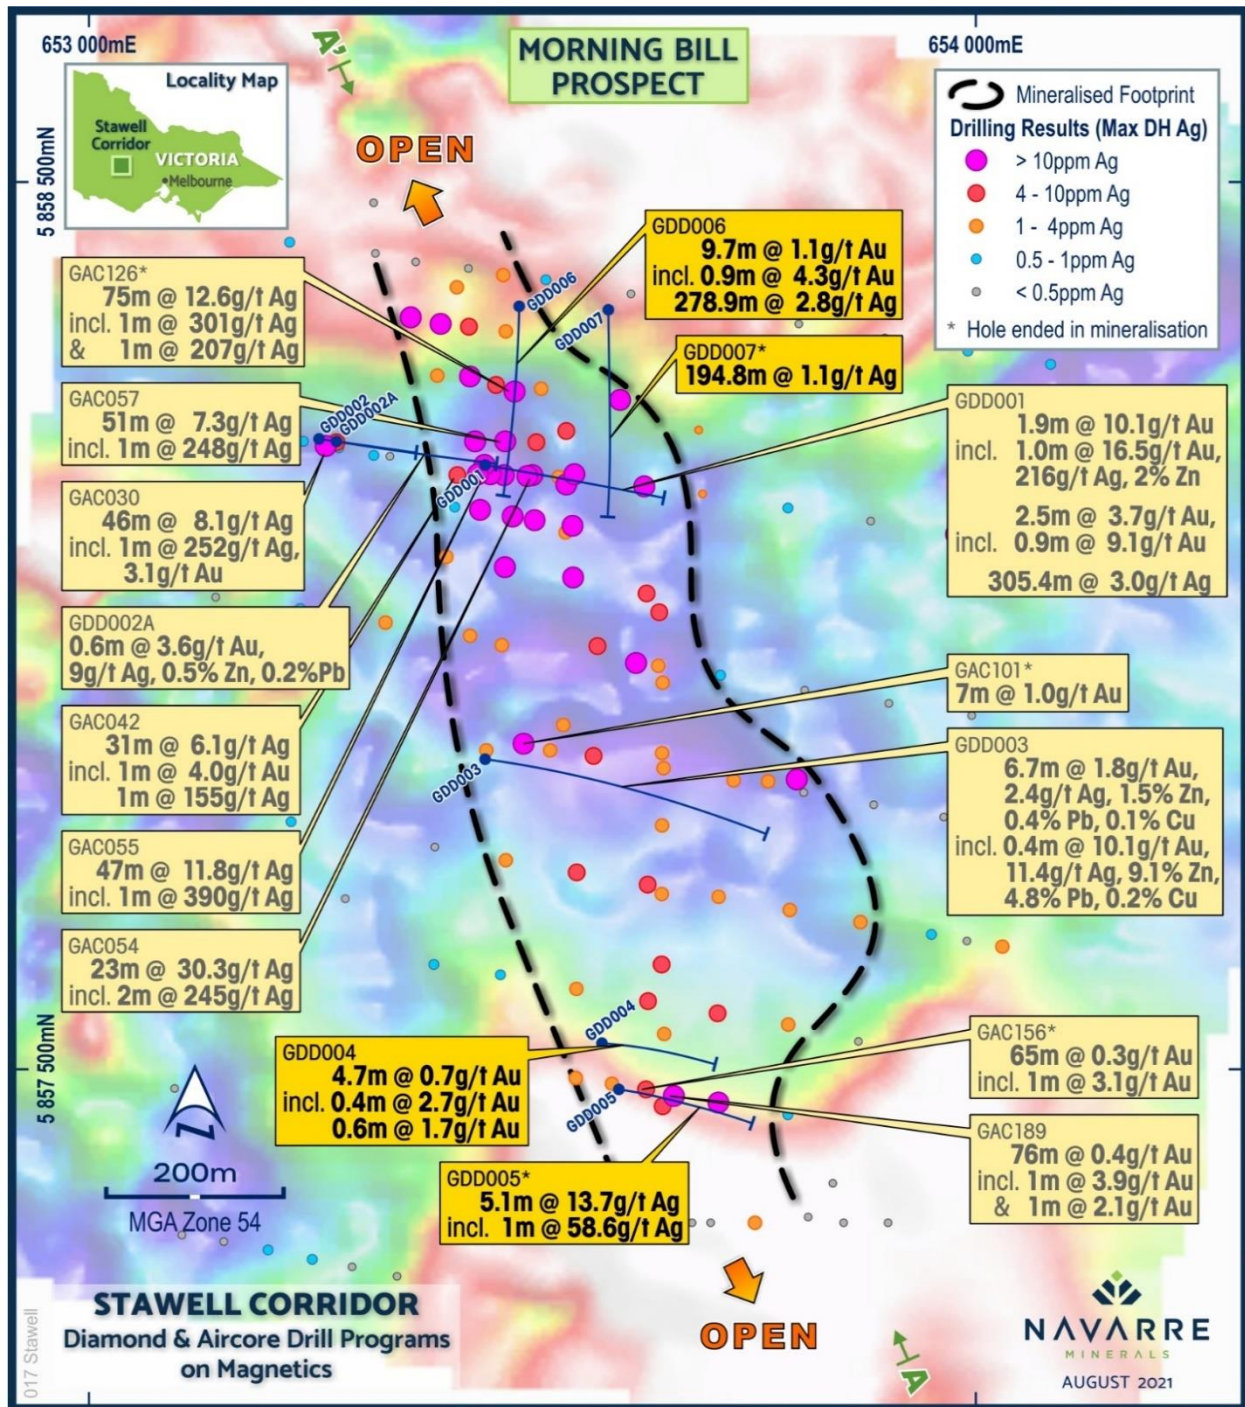 653 000mE
654 000mE
A'
MORNING BILL
PROSPECT
Locality Map
Stawell
Corridor
VICTORIA
•Melbourne
Mineralised Footprint
Drilling Results (Max DH Ag)
> 10ppm Ag
4 - 10ppm Ag
1 - 4ppm Ag
0.5 - 1ppm Ag
< 0.5ppm Ag
* Hole ended in mineralisation
OPEN
5 858 500mN
GDD006
9.7m @ 1.1g/t Au
incl. 0.9m @ 4.3g/t Au
278.9m @ 2.8g/t Ag
GAC126*
75m @ 12.6g/t Ag
incl. 1m @ 301g/t Ag
& 1m @ 207g/t Ag
GDD006
GDD007
GDD007*
194.8m @ 1.1g/t Ag
GAC057
51m @ 7.3g/t Ag
incl. 1m @ 248g/t Ag
GDD002
GDD002A
GDD001
GDD001
1.9m @ 10.1g/t Au
incl. 1.0m @ 16.5g/t Au,
216g/t Ag, 2% Zn
2.5m @ 3.7g/t Au,
incl. 0.9m @ 9.1g/t Au
305.4m @ 3.0g/t Ag
GAC030
46m @ 8.1g/t Ag
incl. 1m @ 252g/t Ag,
3.1g/t Au
GDD002A
0.6m @ 3.6g/t Au,
9g/t Ag, 0.5% Zn, 0.2%Pb
GAC101*
7m @ 1.0g/t Au
GAC042
31m @ 6.1g/t Ag
incl. 1m @ 4.0g/t Au
1m @ 155g/t Ag
GDD003
GDD003
6.7m @ 1.8g/t Au,
2.4g/t Ag, 1.5% Zn,
0.4% Pb, 0.1% Cu
incl. 0.4m @ 10.1g/t Au,
11.4g/t Ag, 9.1% Zn,
4.8% Pb, 0.2% Cu
GAC055
47m @ 11.8g/t Ag
incl. 1m @ 390g/t Ag
GAC054
23m @ 30.3g/t Ag
incl. 2m @ 245g/t Ag
GDD004
GDD004
4.7m @ 0.7g/t Au
incl. 0.4m @ 2.7g/t Au
0.6m @ 1.7g/t Au
GAC156*
65m @ 0.3g/t Au
incl. 1m @ 3.1g/t Au
5 857 500mN
GDD005
GAC189
76m @ 0.4g/t Au
incl. 1m @ 3.9g/t Au
& 1m @ 2.1g/t Au
GDD005*
5.1m @ 13.7g/t Ag
incl. 1m @ 58.6g/t Ag
N
200m
MGA Zone 54
STAWELL CORRIDOR
Diamond & Aircore Drill Programs
on Magnetics
OPEN
A
NAVARRE
MINERALS
AUGUST 2021
017 Stawell